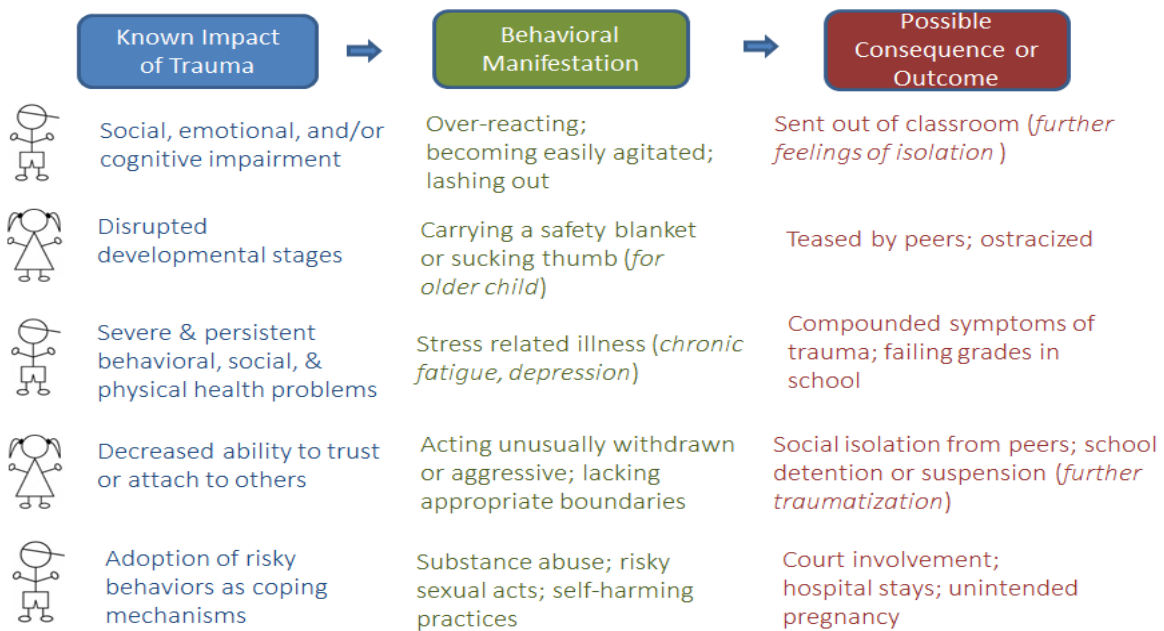 Known Impact
of Trauma
Behavioral
Manifestation
Possible
Consequence or
Outcome
Social, emotional, and/or
cognitive impairment
Over-reacting;
becoming easily agitated;
lashing out
Sent out of classroom (further
feelings of isolation )
Disrupted
developmental stages
Carrying a safety blanket
or sucking thumb (for
older child)
Teased by peers; ostracized
Severe & persistent
behavioral, social, &
physical health problems
Stress related illness (chronic
fatigue, depression)
Compounded symptoms of
trauma; failing grades in
school
Decreased ability to trust
or attach to others
Acting unusually withdrawn
or aggressive; lacking
appropriate boundaries
Social isolation from peers; school
detention or suspension (further
traumatization)
Adoption of risky
behaviors as coping
mechanisms
Substance abuse; risky
sexual acts; self-harming
practices
Court involvement;
hospital stays; unintended
pregnancy